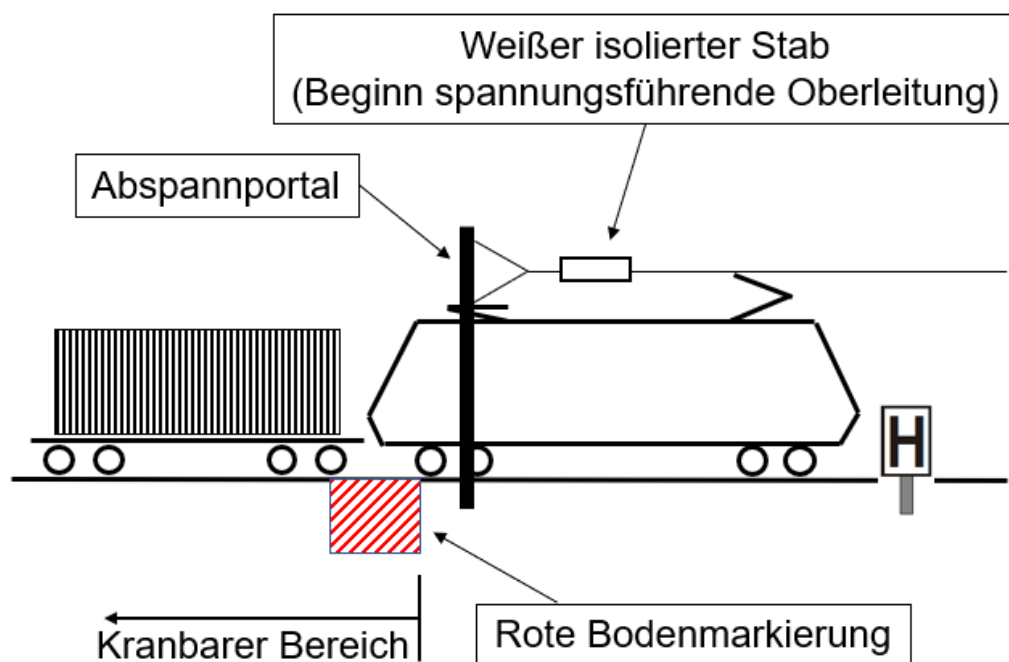 Weißer isolierter Stab
(Beginn spannungsführende Oberleitung)
Abspannportal
H
Kranbarer Bereich
Rote Bodenmarkierung